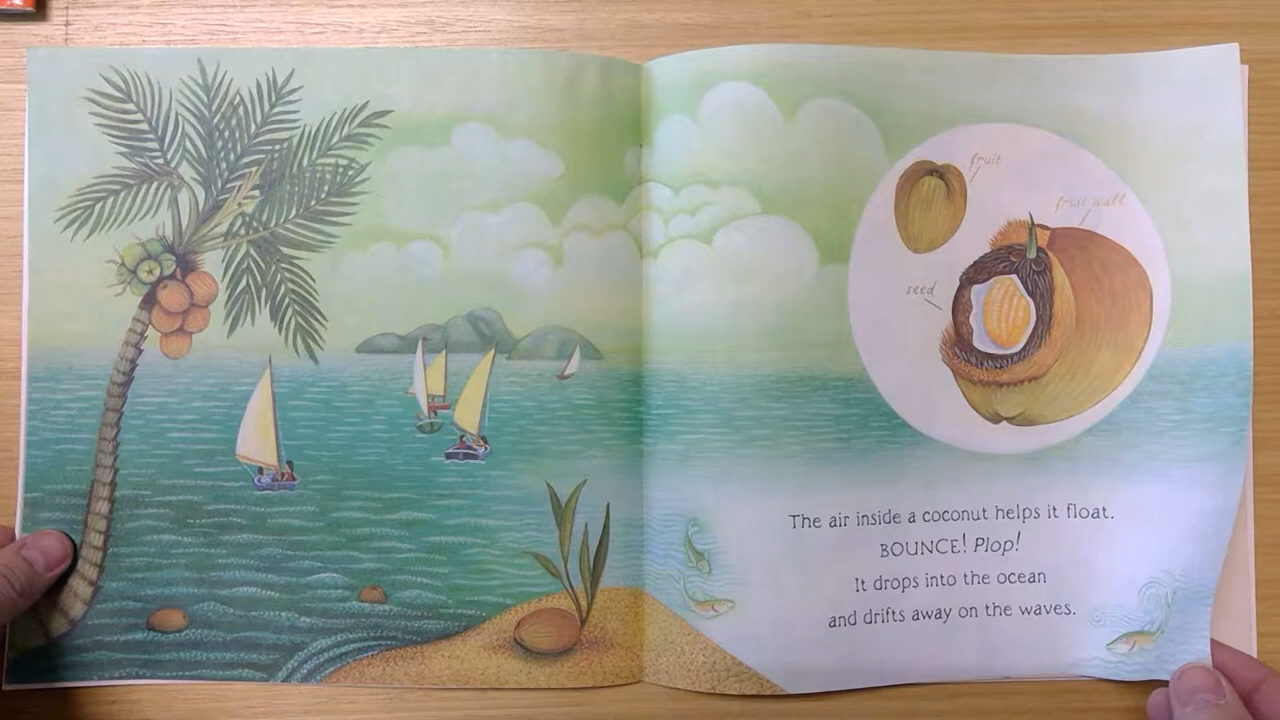 fruit
fruit wall
seed
The air inside a coconut helps it float.
BOUNCE! Plop!
It drops into the ocean
and drifts away on the waves.